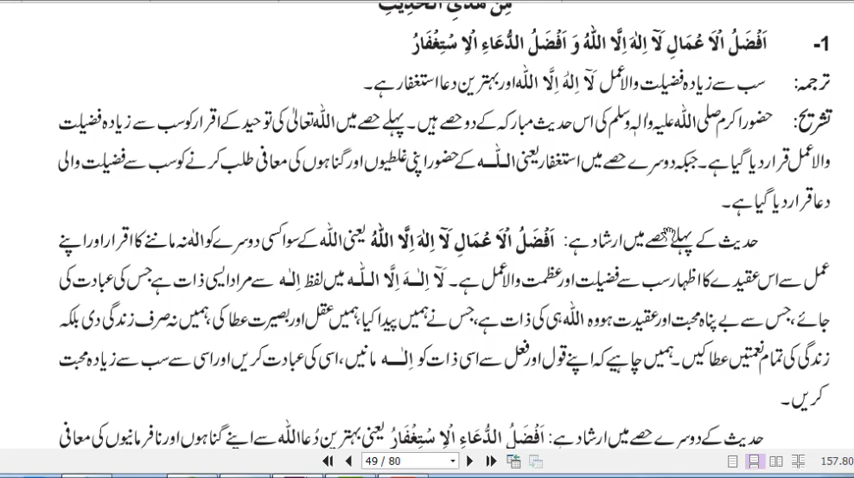 مِن هَدْیِ الْحَدِیْثِ
1- اَفْضَلُ الْاَ عْمَالِ لَآ اِلٰہَ اِلَّا اللّٰہُ وَ اَفْضَلُ الدُّعَاءِ الْاِ سْتِغْفَارُ
ترجمہ: سب سے زیادہ فضیلت والا عمل لَآ اِلٰہَ اِلَّا اللّٰہ اور بہترین دعا استغفار ہے۔
تشریح: حضور اکرم صلی اللہ علیہ واٰلہٖ وسلم کی اس حدیث مبارکہ کے دو حصے ہیں۔ پہلے حصے میں اللہ تعالیٰ کی توحید کے اقرار کو سب سے زیادہ فضیلت
والا عمل قرار دیا گیا ہے۔ جبکہ دوسرے حصے میں استغفار یعنی اللّٰہ کے حضور اپنی غلطیوں اور گناہوں کی معافی طلب کرنے کو سب سے فضیلت والی
دعا قرار دیا گیا ہے۔
حدیث کے پہلے حصے میں ارشاد ہے: اَفْضَلُ الْاَ عْمَالِ لَآ اِلٰہَ اِلَّا اللّٰہُ یعنی اللہ کے سوا کسی دوسرے کو الٰہ نہ ماننے کا اقرار اور اپنے
عمل سے اس عقیدے کا اظہار سب سے فضیلت اور عظمت والا عمل ہے۔ لَآ اِلٰــہَ اِلَّا اللّٰہ میں لفظ اِلٰـہ سے مراد ایسی ذات ہے جس کی عبادت کی
جائے، جس سے بے پناہ محبت اور عقیدت ہو وہ اللہ ہی کی ذات ہے، جس نے ہمیں پیدا کیا، ہمیں عقل اور بصیرت عطا کی، ہمیں نہ صرف زندگی دی بلکہ
زندگی کی تمام نعمتیں عطا کیں۔ ہمیں چاہیے کہ اپنے قول اور فعل سے اسی ذات کو اِلٰــہ مانیں، اسی کی عبادت کریں اور اسی سے سب سے زیادہ محبت
کریں۔
حدیث کے دوسرے حصے میں ارشاد ہے: اَفْضَلُ الدُّعَاءِ الْاِ سْتِغْفَارُ یعنی بہترین دُعا اللہ سے اپنے گناہوں اور نافرمانیوں کی معافی
49 / 80
157.80